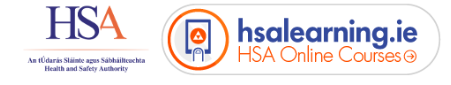 HSA
An tÚdarás Sláinte agus Sábháilteachta
Health and Safety Authority
hsalearning.ie
HSA Online Courses